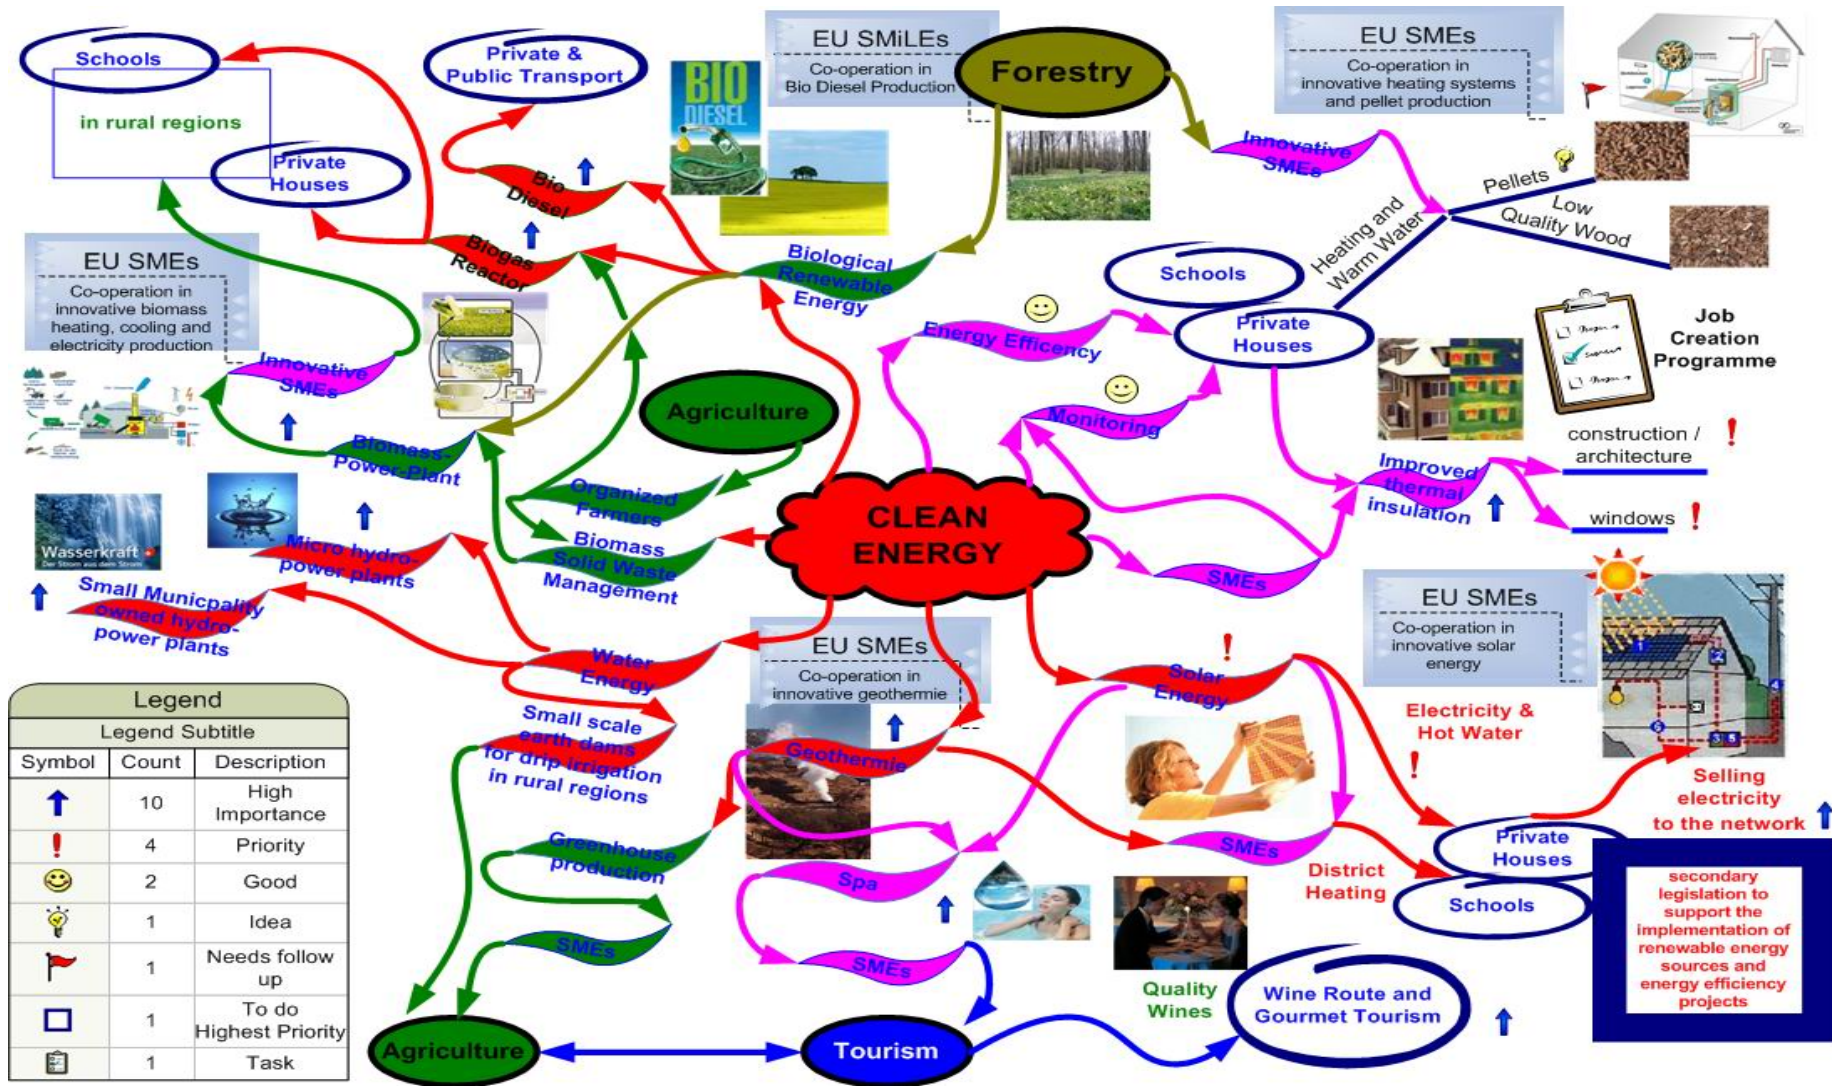 Schools
in rural regions
Private
Houses
Private &
Public Transport
BIO
DIESEL
EU SMiLEs
Co-operation in
Bio Diesel Production
Forestry
EU SMEs
Co-operation in
innovative heating systems
and pellet production
Innovative
SMEs
Pellets
Low
Quality Wood
Heating and
Warm Water
Bio
Diesel
Biogas
Reactor
Biological
Renewable
Energy
EU SMEs
Co-operation in
innovative biomass
heating, cooling and
electricity production
Innovative
SMEs
Biomass-
Power-Plant
Agriculture
Organized
Farmers
Biomass
Solid Waste
Management
Schools
Private
Houses
Energy Efficency
Monitoring
Job
Creation
Programme
construction /
architecture
windows
Improved
thermal
insulation
SMEs
CLEAN
ENERGY
Wasserkraft
Der Strom aus dem Strom
Micro hydro-
power plants
Small Municpality
owned hydro-
power plants
Water
Energy
Small scale
earth dams
for drip irrigation
in rural regions
EU SMEs
Co-operation in
innovative geothermie
Geothermie
Solar
Energy
EU SMEs
Co-operation in
innovative solar
energy
Electricity &
Hot Water
Selling
electricity
to the network
Private
Houses
Schools
District
Heating
SMEs
Greenhouse
production
SMEs
Spa
SMEs
Quality
Wines
Wine Route and
Gourmet Tourism
Agriculture
Tourism
secondary
legislation to
support the
implementation of
renewable energy
sources and
energy efficiency
projects
Legend
Legend Subtitle
Symbol Count Description
10 High
Importance
4 Priority
2 Good
1 Idea
1 Needs follow
up
1 To do
Highest Priority
1 Task